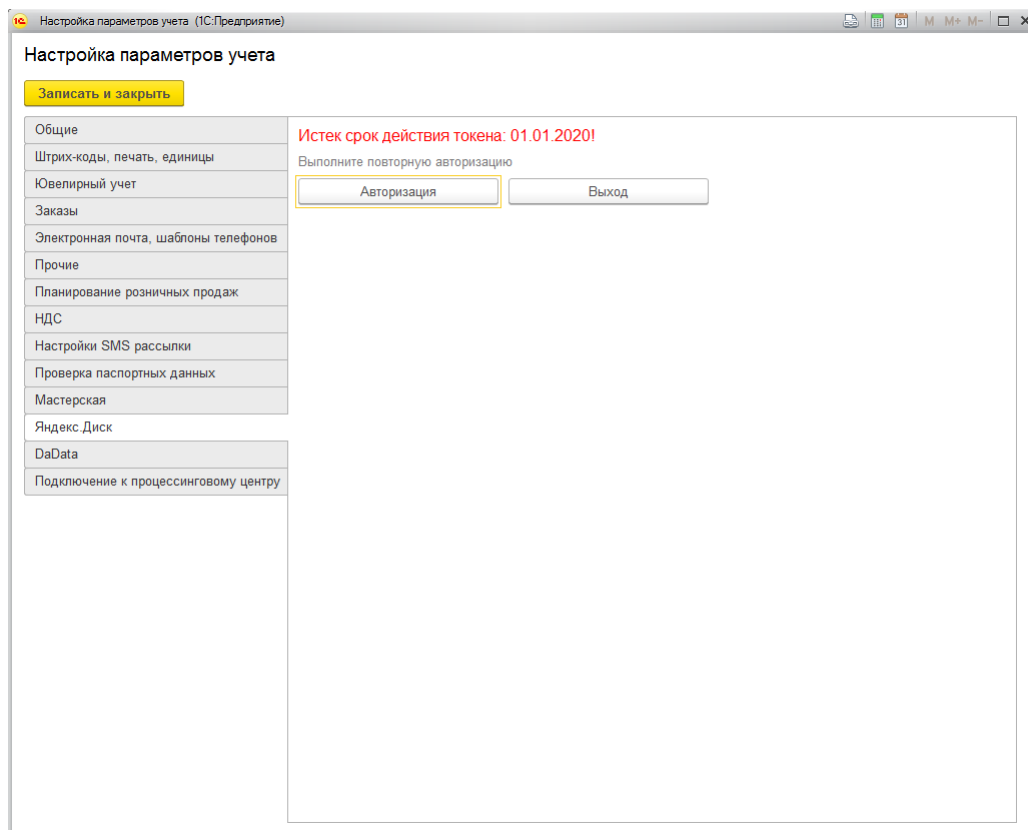 1С Настройка параметров учета (1С:Предприятие)
31 M M+ M-
Настройка параметров учета
Записать и закрыть
Общие
Штрих-коды, печать, единицы
Ювелирный учет
Заказы
Электронная почта, шаблоны телефонов
Прочие
Планирование розничных продаж
НДС
Настройки SMS рассылки
Проверка паспортных данных
Мастерская
Яндекс.Диск
DaData
Подключение к процессинговому центру
Истек срок действия токена: 01.01.2020!
Выполните повторную авторизацию
Авторизация
Выход